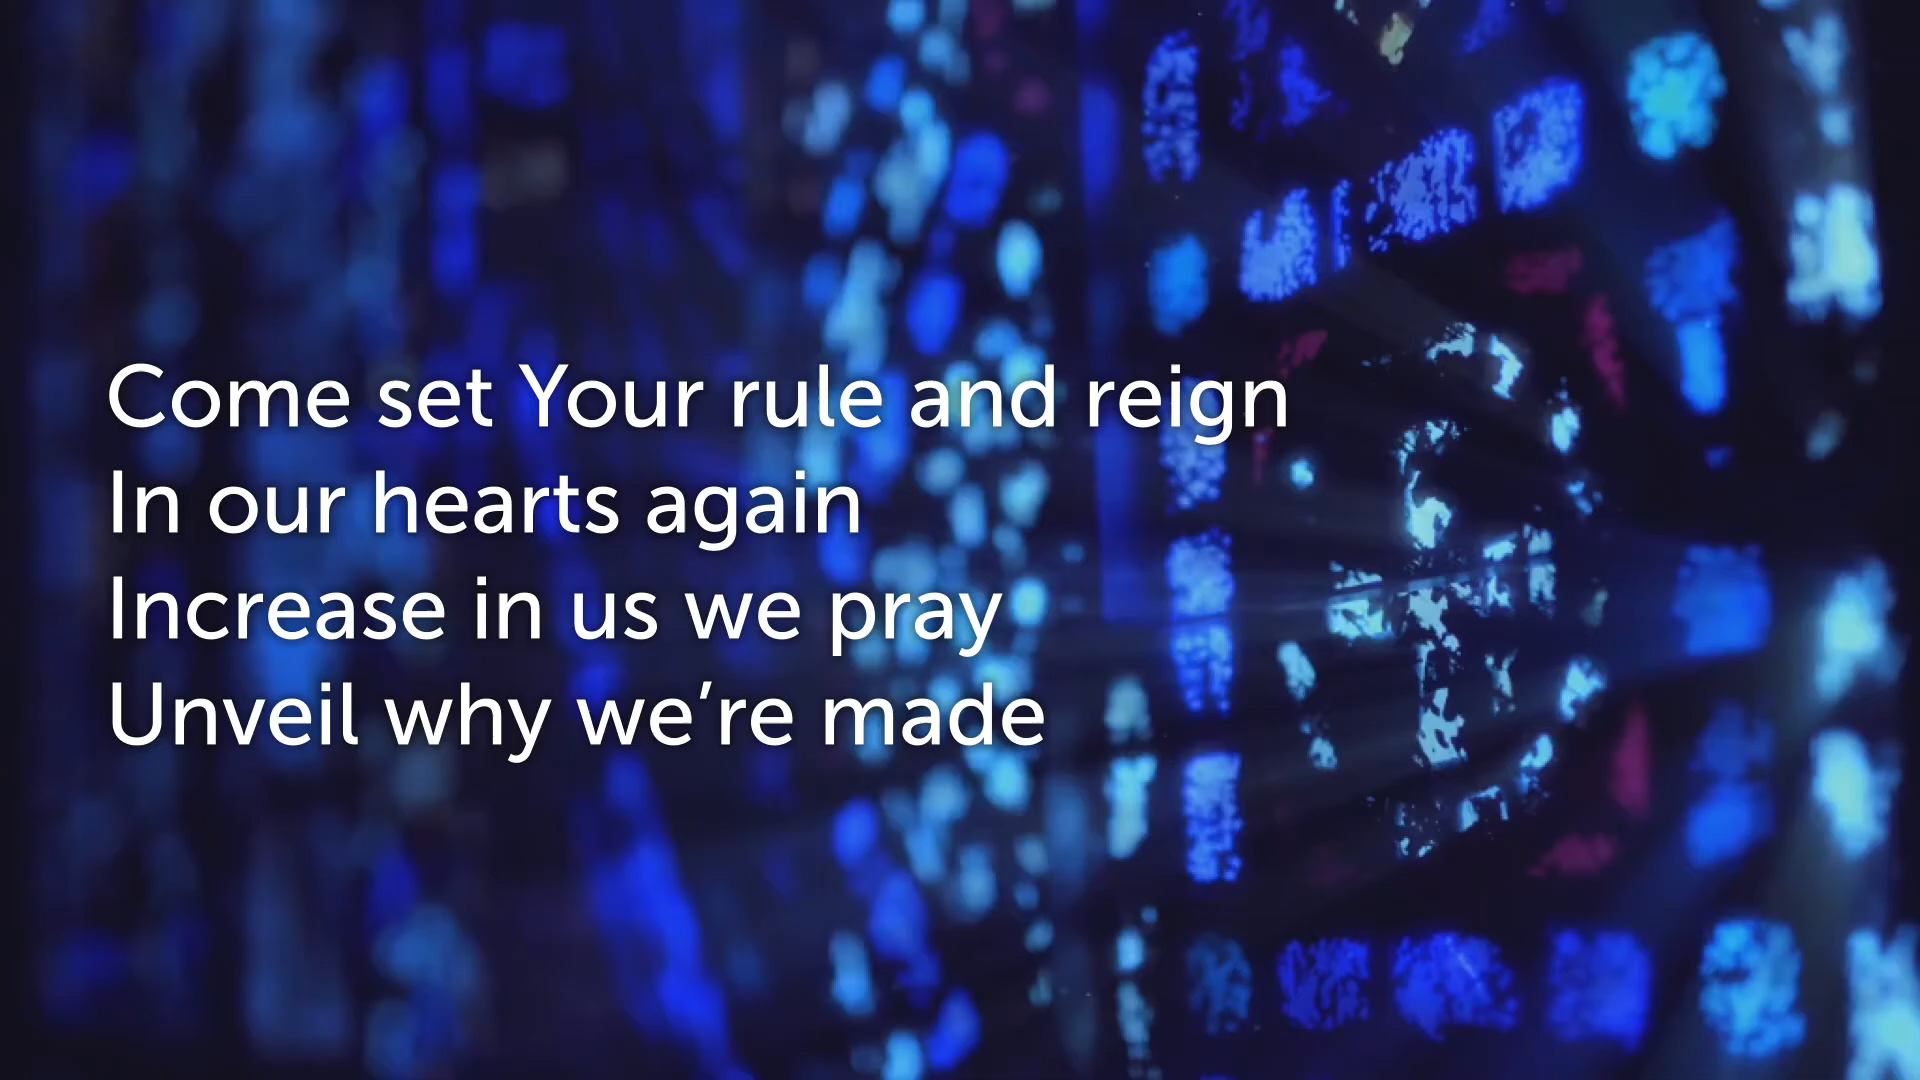 Come set Your rule and reign
In our hearts again
Increase in us we pray
Unveil why we’re made